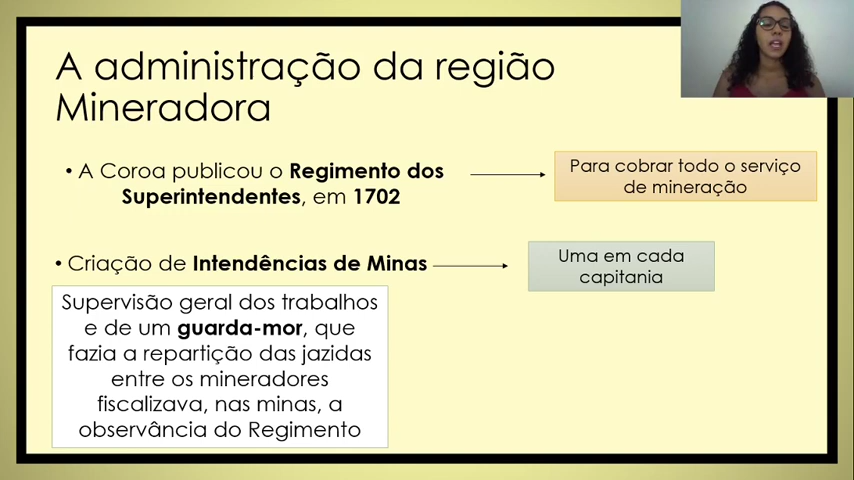 A administração da região
Mineradora
• A Coroa publicou o Regimento dos
Superintendentes, em 1702
Para cobrar todo o serviço
de mineração
• Criação de Intendências de Minas
Uma em cada
capitania
Supervisão geral dos trabalhos
e de um guarda-mor, que
fazia a repartição das jazidas
entre os mineradores
fiscalizava, nas minas, a
observância do Regimento